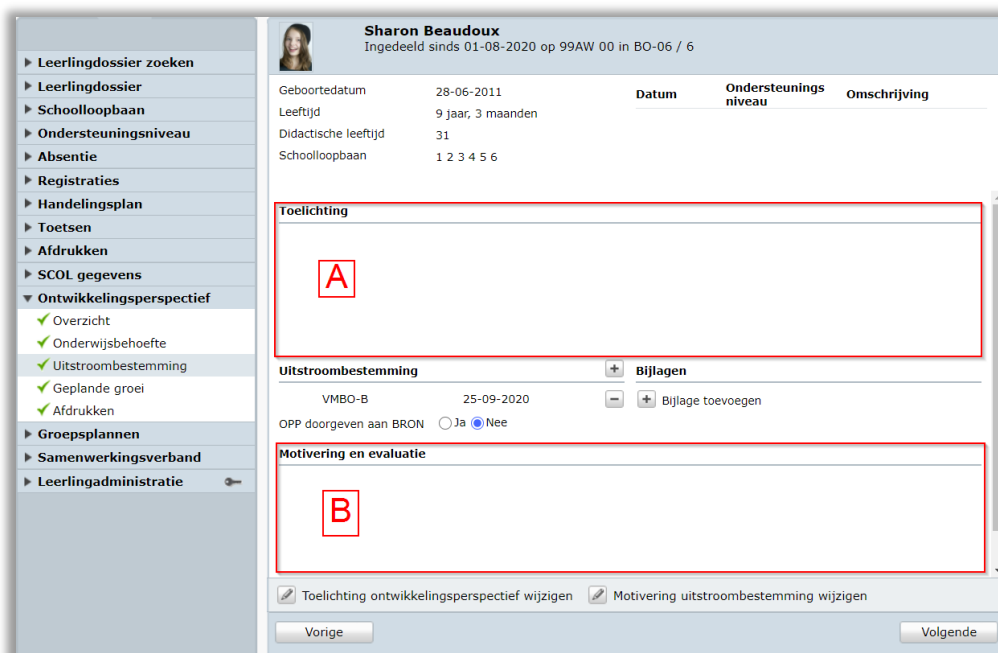 Leerlingdossier zoeken
Leerlingdossier
Schoolloopbaan
Ondersteuningsniveau
Absentie
Registraties
Handelingsplan
Toetsen
Afdrukken
SCOL gegevens
Ontwikkelingsperspectief
Overzicht
Onderwijsbehoefte
Uitstroombestemming
Geplande groei
Afdrukken
Groepsplannen
Samenwerkingsverband
Leerlingadministratie
Sharon Beaudoux
Ingedeeld sinds 01-08-2020 op 99AW 00 in BO-06 / 6
Geboortedatum 28-06-2011
Leeftijd 9 jaar, 3 maanden
Didactische leeftijd 31
Schoolloopbaan 1 2 3 4 5 6
Datum Ondersteunings niveau Omschrijving
Toelichting
A
Uitstroombestemming + Bijlagen
VMBO-B 25-09-2020 − + Bijlage toevoegen
OPP doorgeven aan BRON Ja Nee
Motivering en evaluatie
B
Toelichting ontwikkelingsperspectief wijzigen Motivering uitstroombestemming wijzigen
Vorige Volgende